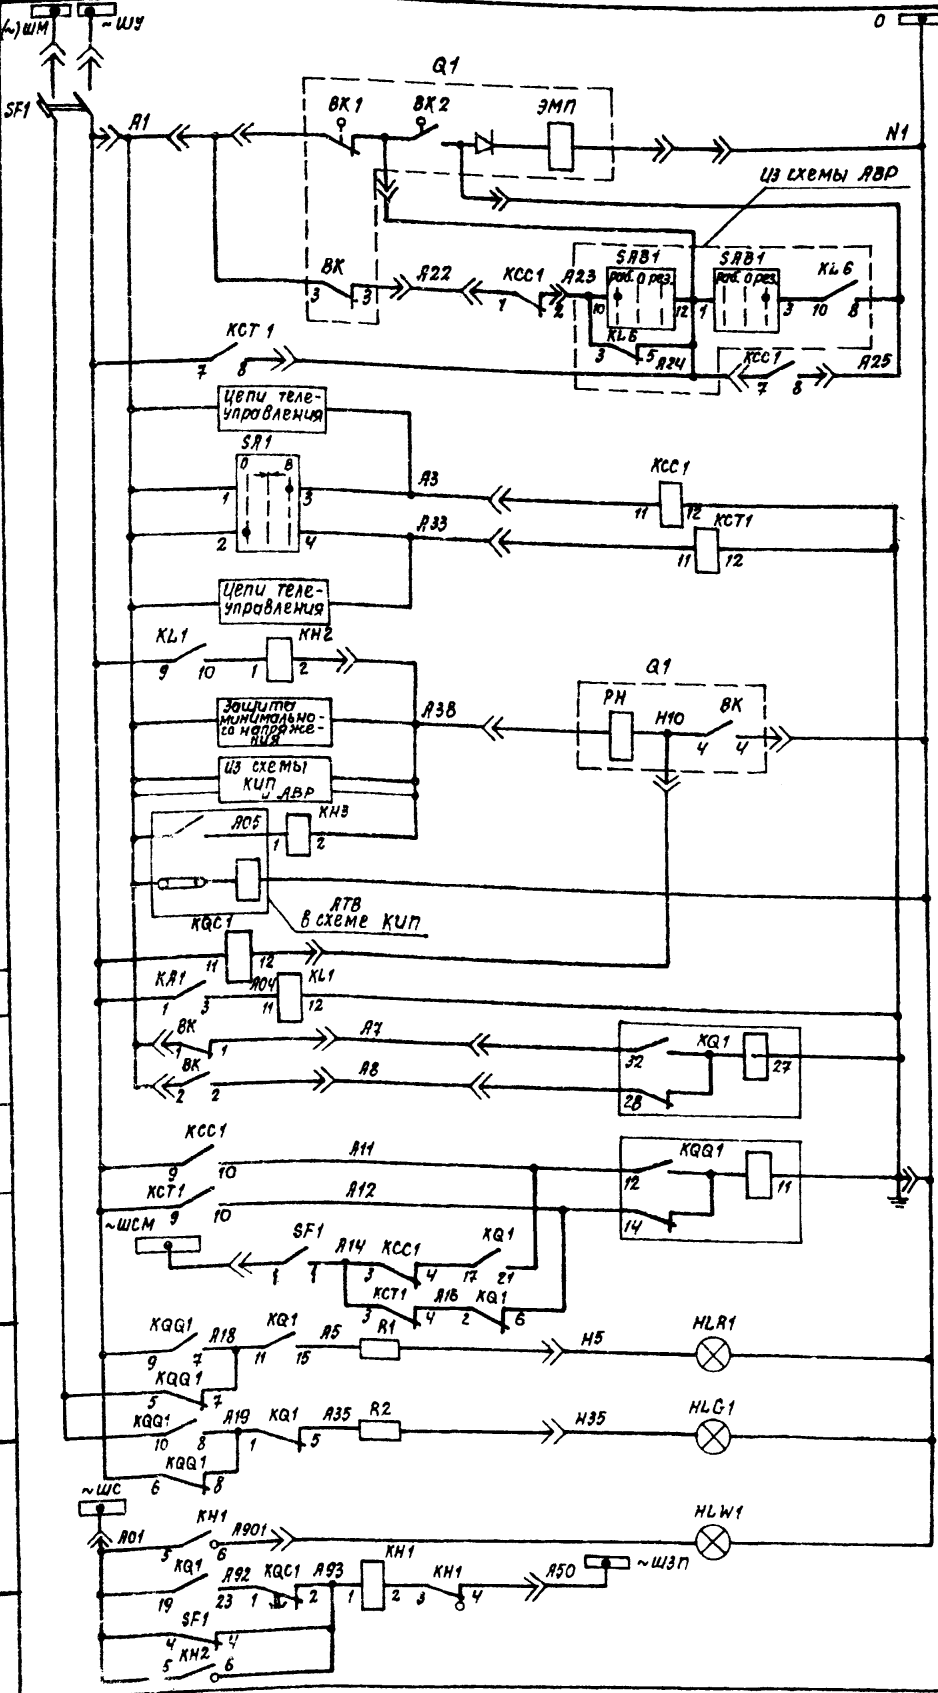 (~)ШМ
~ШУ
О
Q1
SF1
А1
ВК1
ВК2
ЭМП
N1
Из схемы АВР
ВК
3
3
А22
КСС1
1
2
А23
SAB1
раб. О рез.
10
12
SAB1
раб. О рез.
1
3
KL6
10
8
KL6
3
5
А24
КСС1
7
8
А25
КСТ1
7
8
Цепи теле-
управления
SA1
О
В
1
3
2
4
А3
КСС1
11
12
А33
КСТ1
11
12
Цепи теле-
управления
KL1
9
10
КН2
1
2
Q1
Защита
минимально-
го напряже-
ния
А38
РН
Н10
ВК
4
4
Из схемы
КИП
и АВР
А05
КН3
1
2
АТВ
в схеме КИП
KQC1
11
12
КА1
1
3
А04
KL1
11
12
ВК
1
1
А7
KQ1
32
27
ВК
2
2
А8
28
КСС1
9
10
А11
KQQ1
12
11
КСТ1
9
10
А12
14
~ШСМ
SF1
1
1
А14
КСС1
3
4
KQ1
17
21
КСТ1
3
4
А16
KQ1
2
6
KQQ1
9
7
А18
KQ1
11
15
А5
R1
Н5
HLR1
KQQ1
5
7
KQQ1
10
8
А19
KQ1
1
5
А35
R2
Н35
HLG1
KQQ1
6
8
~ШС
А01
КН1
5
6
А901
HLW1
KQ1
19
23
А92
KQC1
1
2
А93
КН1
1
2
КН1
3
4
А50
~ШЗП
SF1
4
4
КН2
5
6